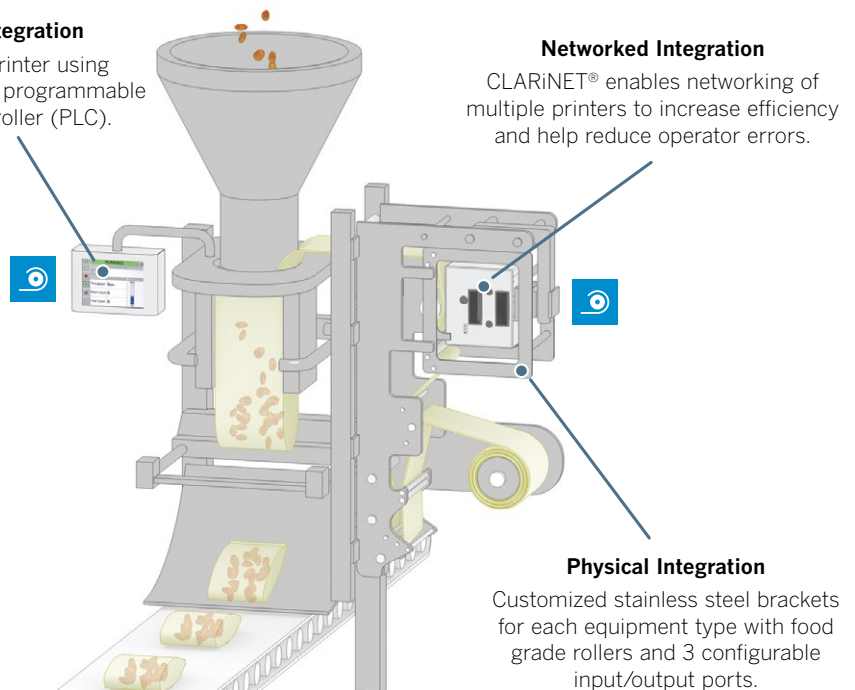 tegration
rinter using
programmable
roller (PLC).
Networked Integration
CLARiNET® enables networking of
multiple printers to increase efficiency
and help reduce operator errors.
RUNNING
Physical Integration
Customized stainless steel brackets
for each equipment type with food
grade rollers and 3 configurable
input/output ports.